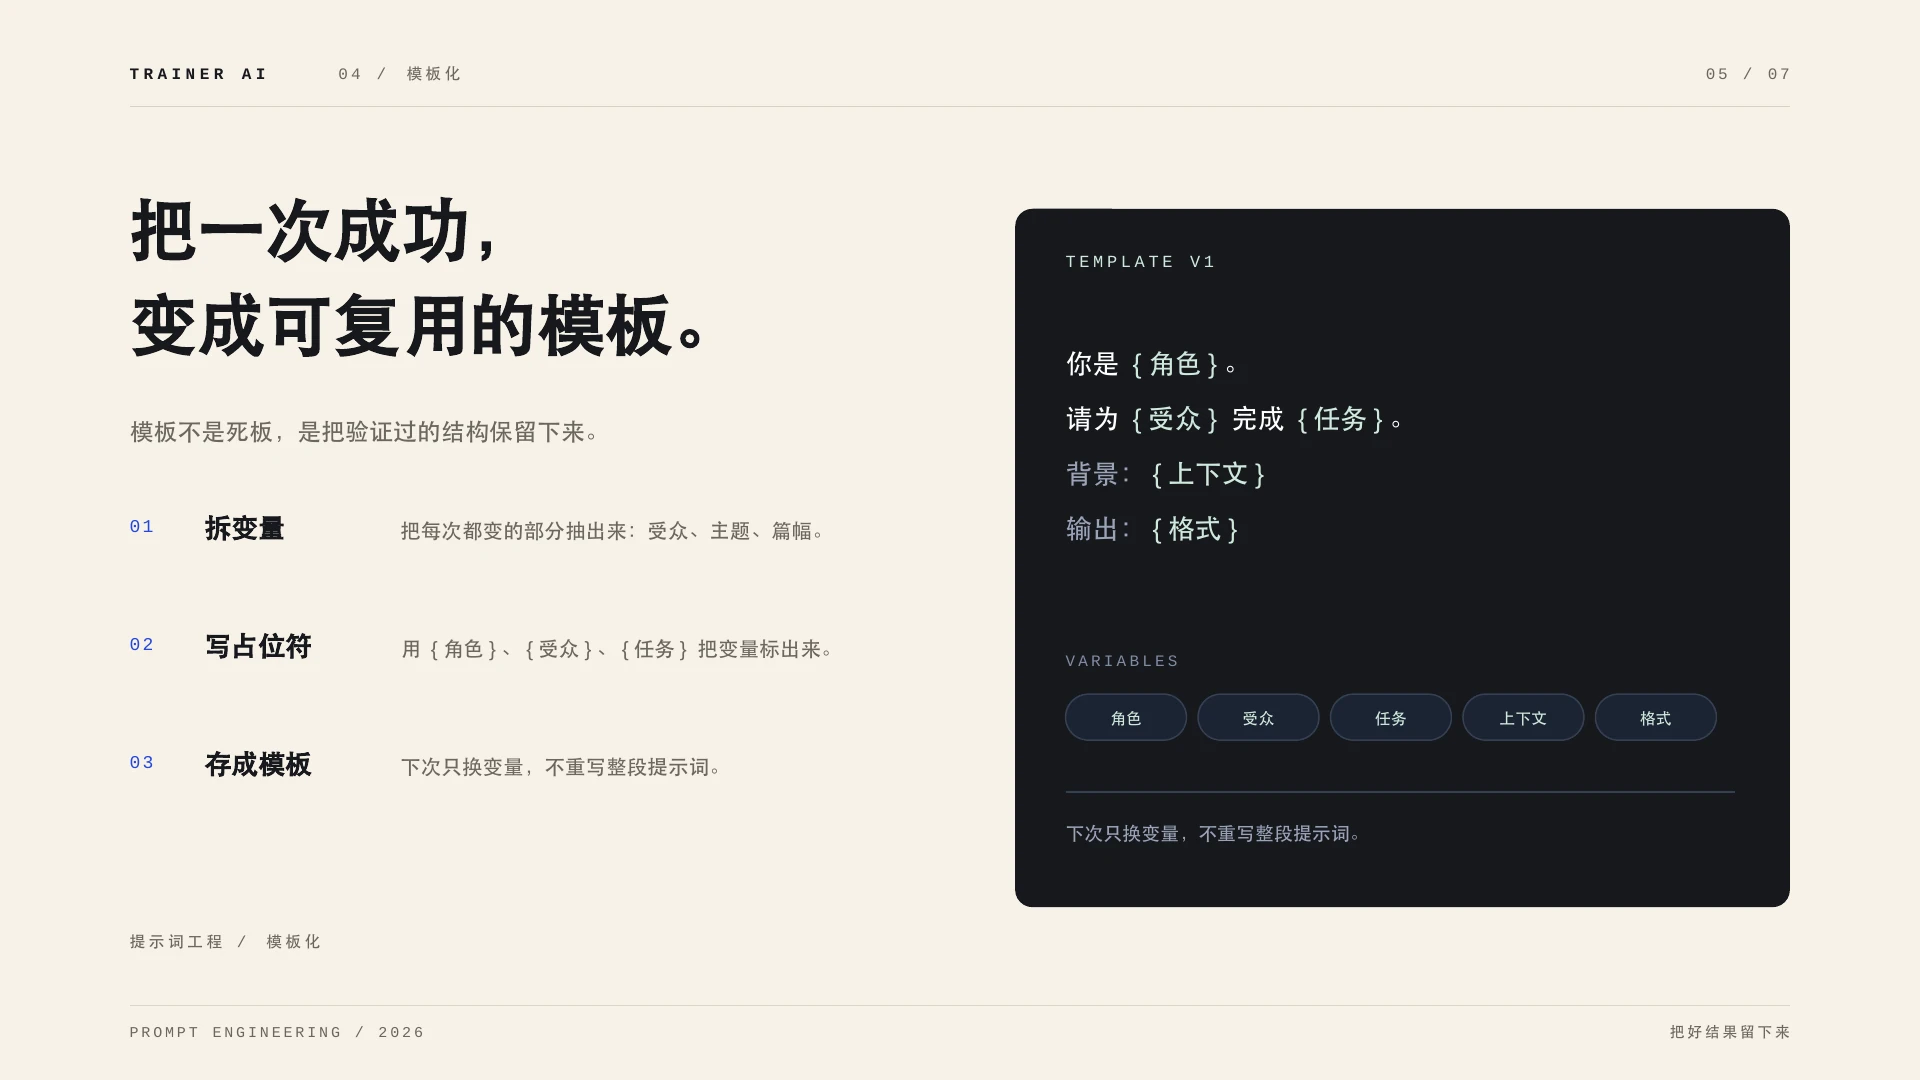 TRAINER AI 04 / 模板化 05 / 07
把一次成功，
变成可复用的模板。
模板不是死板，是把验证过的结构保留下来。
01 拆变量 把每次都变的部分抽出来：受众、主题、篇幅。
02 写占位符 用 {角色}、{受众}、{任务} 把变量标出来。
03 存成模板 下次只换变量，不重写整段提示词。
提示词工程 / 模板化
TEMPLATE V1
你是 {角色}。
请为 {受众} 完成 {任务}。
背景： {上下文}
输出： {格式}
VARIABLES
角色 受众 任务 上下文 格式
下次只换变量，不重写整段提示词。
PROMPT ENGINEERING / 2026 把好结果留下来